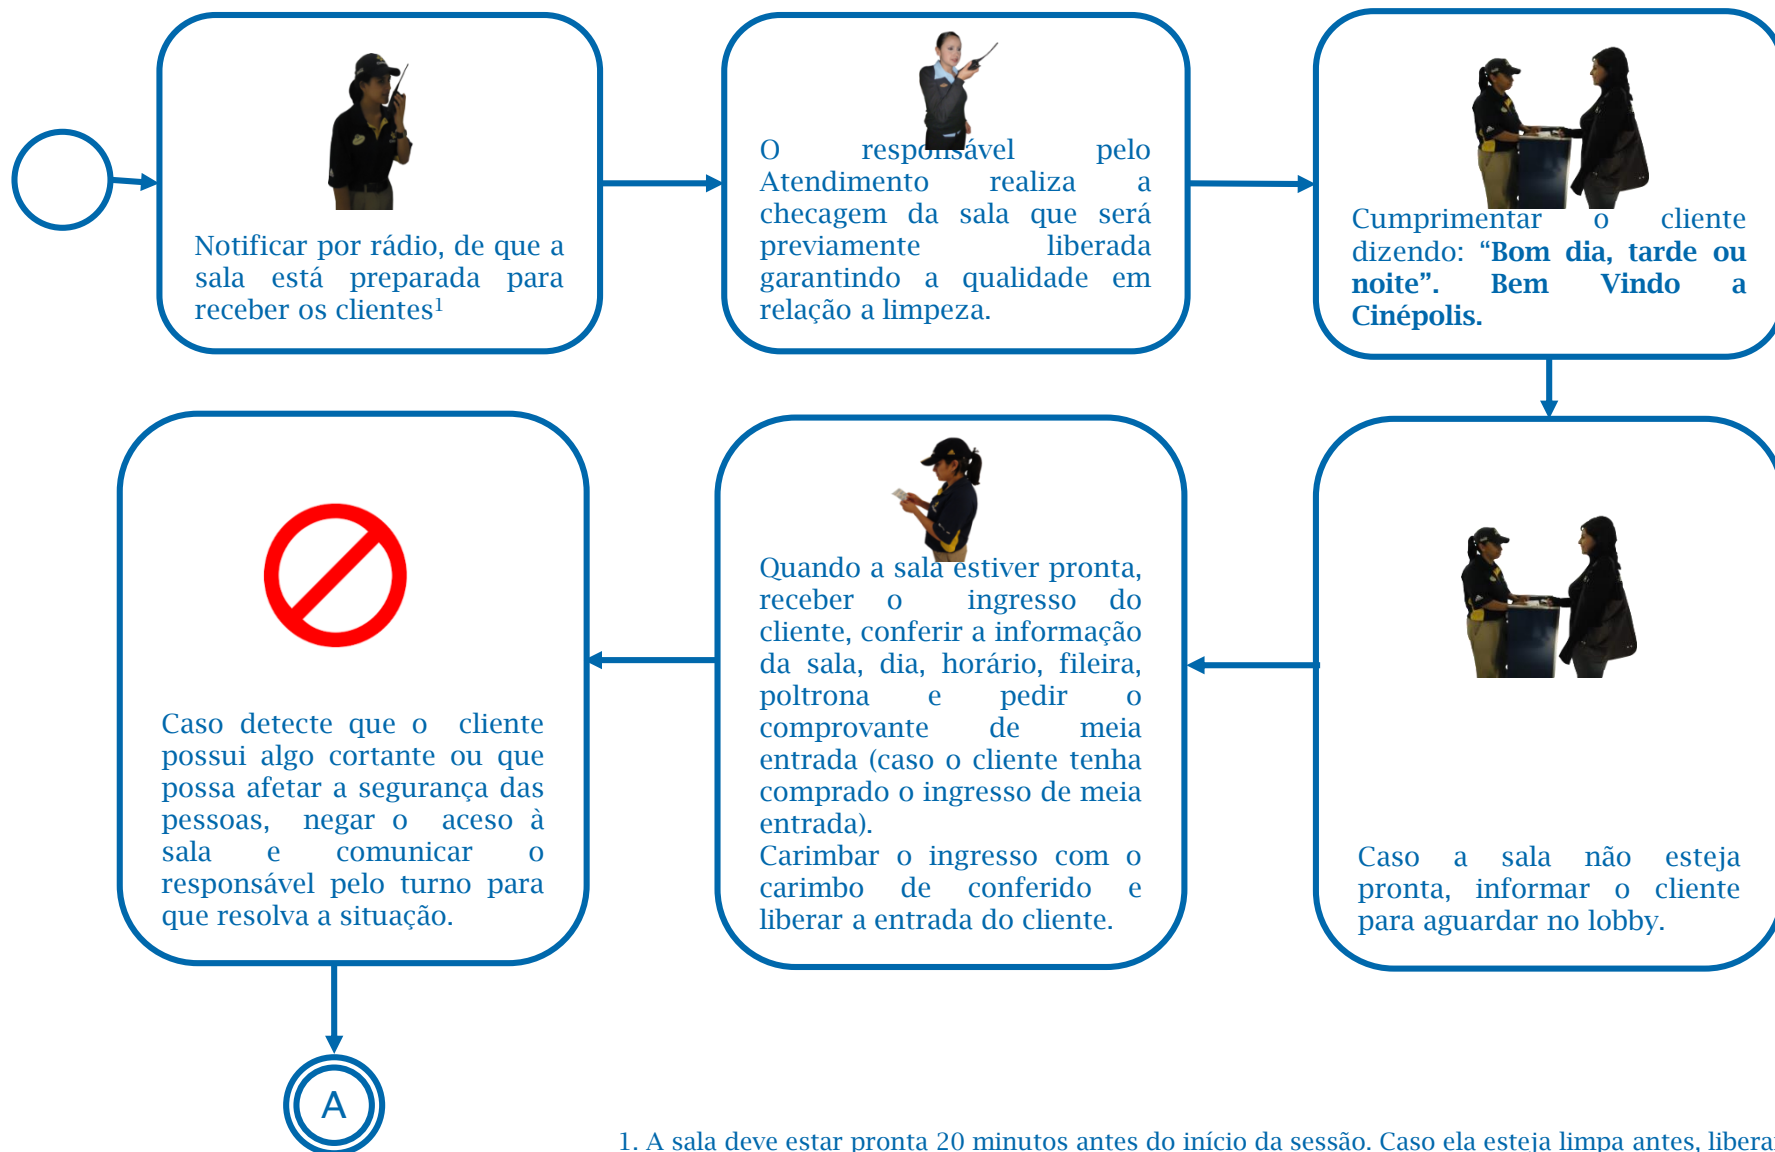 Notificar por rádio, de que a
sala está preparada para
receber os clientes1
O responsável pelo
Atendimento realiza a
checagem da sala que será
previamente liberada
garantindo a qualidade em
relação a limpeza.
Cumprimentar o cliente
dizendo: “Bom dia, tarde ou
noite”. Bem Vindo a
Cinépolis.
Caso a sala não esteja
pronta, informar o cliente
para aguardar no lobby.
Quando a sala estiver pronta,
receber o ingresso do
cliente, conferir a informação
da sala, dia, horário, fileira,
poltrona e pedir o
comprovante de meia
entrada (caso o cliente tenha
comprado o ingresso de meia
entrada).
Carimbar o ingresso com o
carimbo de conferido e
liberar a entrada do cliente.
Caso detecte que o cliente
possui algo cortante ou que
possa afetar a segurança das
pessoas, negar o aceso à
sala e comunicar o
responsável pelo turno para
que resolva a situação.
A
1. A sala deve estar pronta 20 minutos antes do início da sessão. Caso ela esteja limpa antes, libera